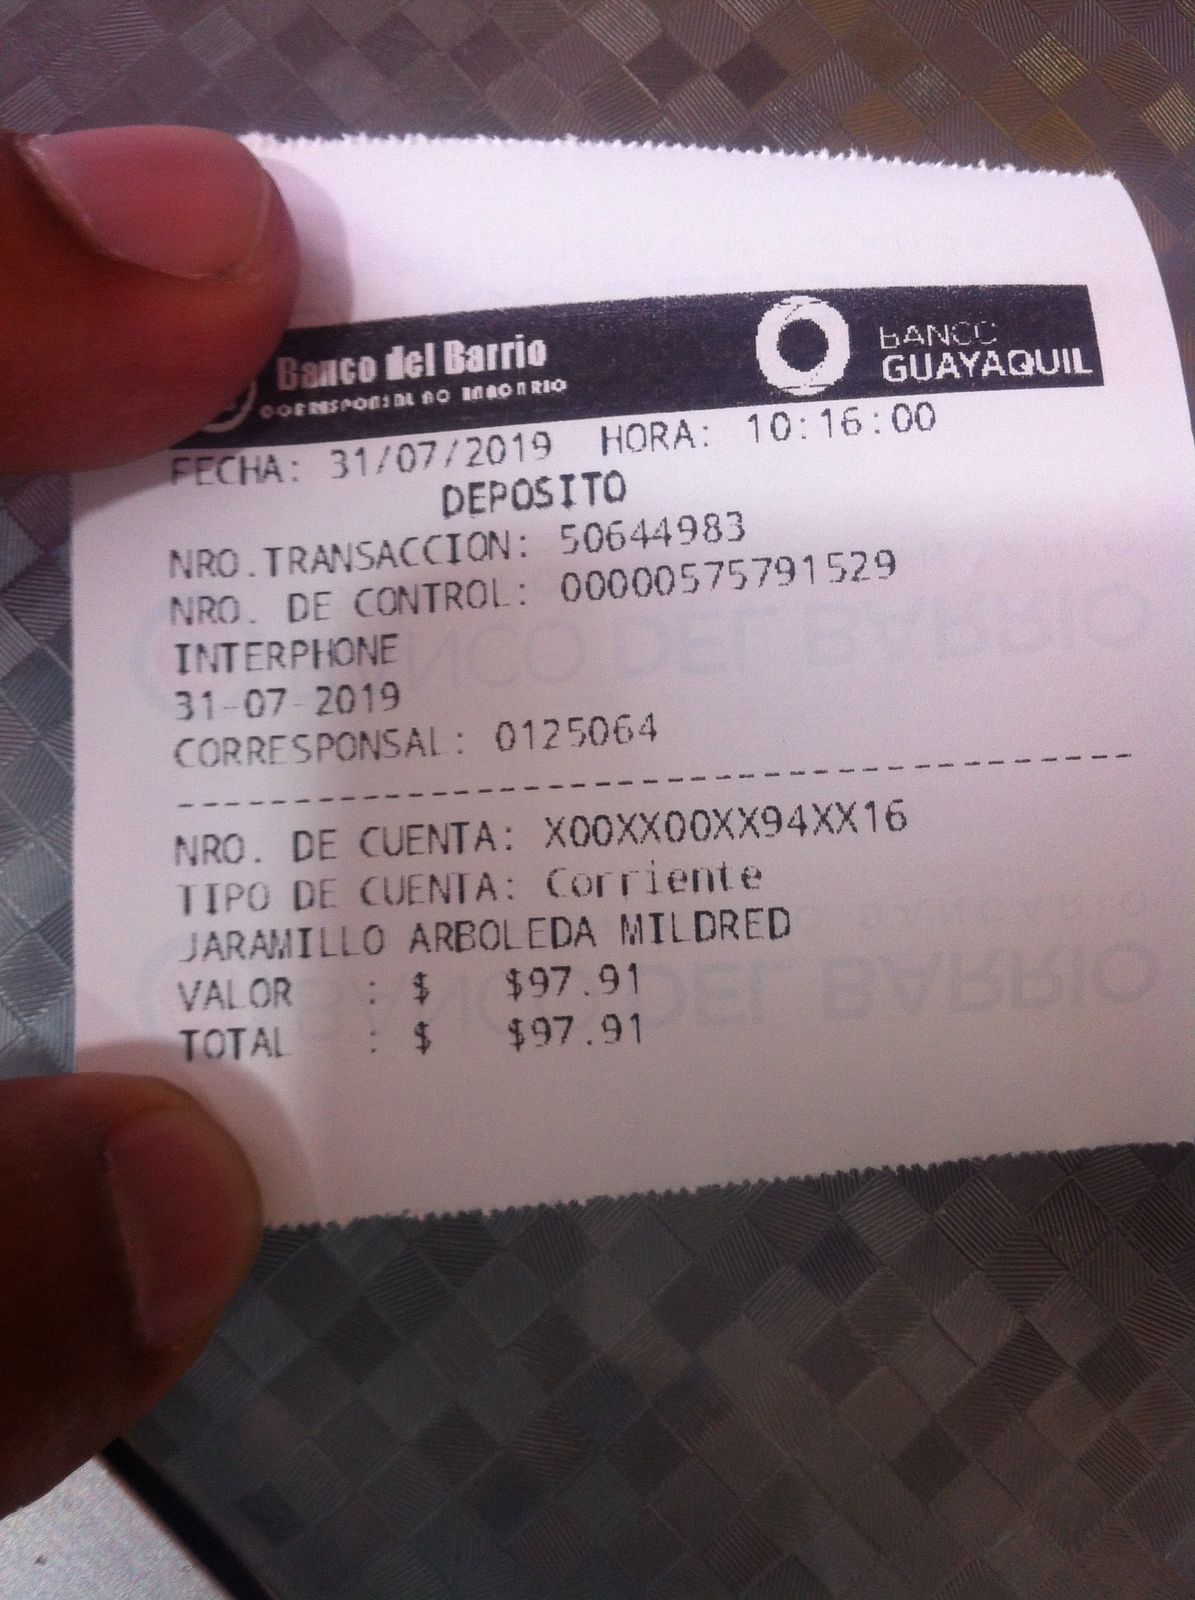 Banco del Barrio
CORRESPONSAL NO BANCARIO
BANCO
GUAYAQUIL
FECHA: 31/07/2019 HORA: 10:16:00
DEPOSITO
NRO.TRANSACCION: 50644983
NRO. DE CONTROL: 00000575791529
INTERPHONE
31-07-2019
CORRESPONSAL: 0125064
NRO. DE CUENTA: X00XX00XX94XX16
TIPO DE CUENTA: Corriente
JARAMILLO ARBOLEDA MILDRED
VALOR : $ $97.91
TOTAL : $ $97.91
BANCO DEL BARRIO
BANCO DEL BARRIO